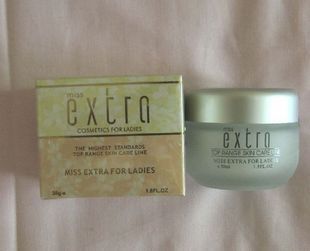 miss
extra
COSMETICS FOR LADIES
THE HIGHEST STANDARDS
TOP RANGE SKIN CARE LINE
MISS EXTRA FOR LADIES
1.8FL.OZ
miss
extra
TOP RANGE SKIN CARE LINE
MISS EXTRA FOR LADIES
1.8FL.OZ